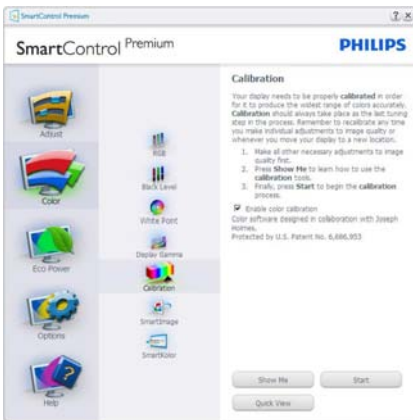 SmartControl Premium
SmartControl Premium
PHILIPS
Adjust
Color
Eco Power
Options
Help
RGB
Black Level
White Point
Display Gamma
Calibration
SmartImage
SmartKolor
Calibration
Your display needs to be properly calibrated in order
for it to produce the widest range of colors accurately.
Calibration should always take place as the last tuning
step in the process. Remember to recalibrate any time
you make individual adjustments to image quality or
whenever you move your display to a new location.
1. Make all other necessary adjustments to image
quality first.
2. Press Show Me to learn how to use the
calibration tools.
3. Finally, press Start to begin the calibration
process.
Enable color calibration
Color software designed in collaboration with Joseph
Holmes.
Protected by U.S. Patent No. 6,686,953
Show Me
Start
Quick View